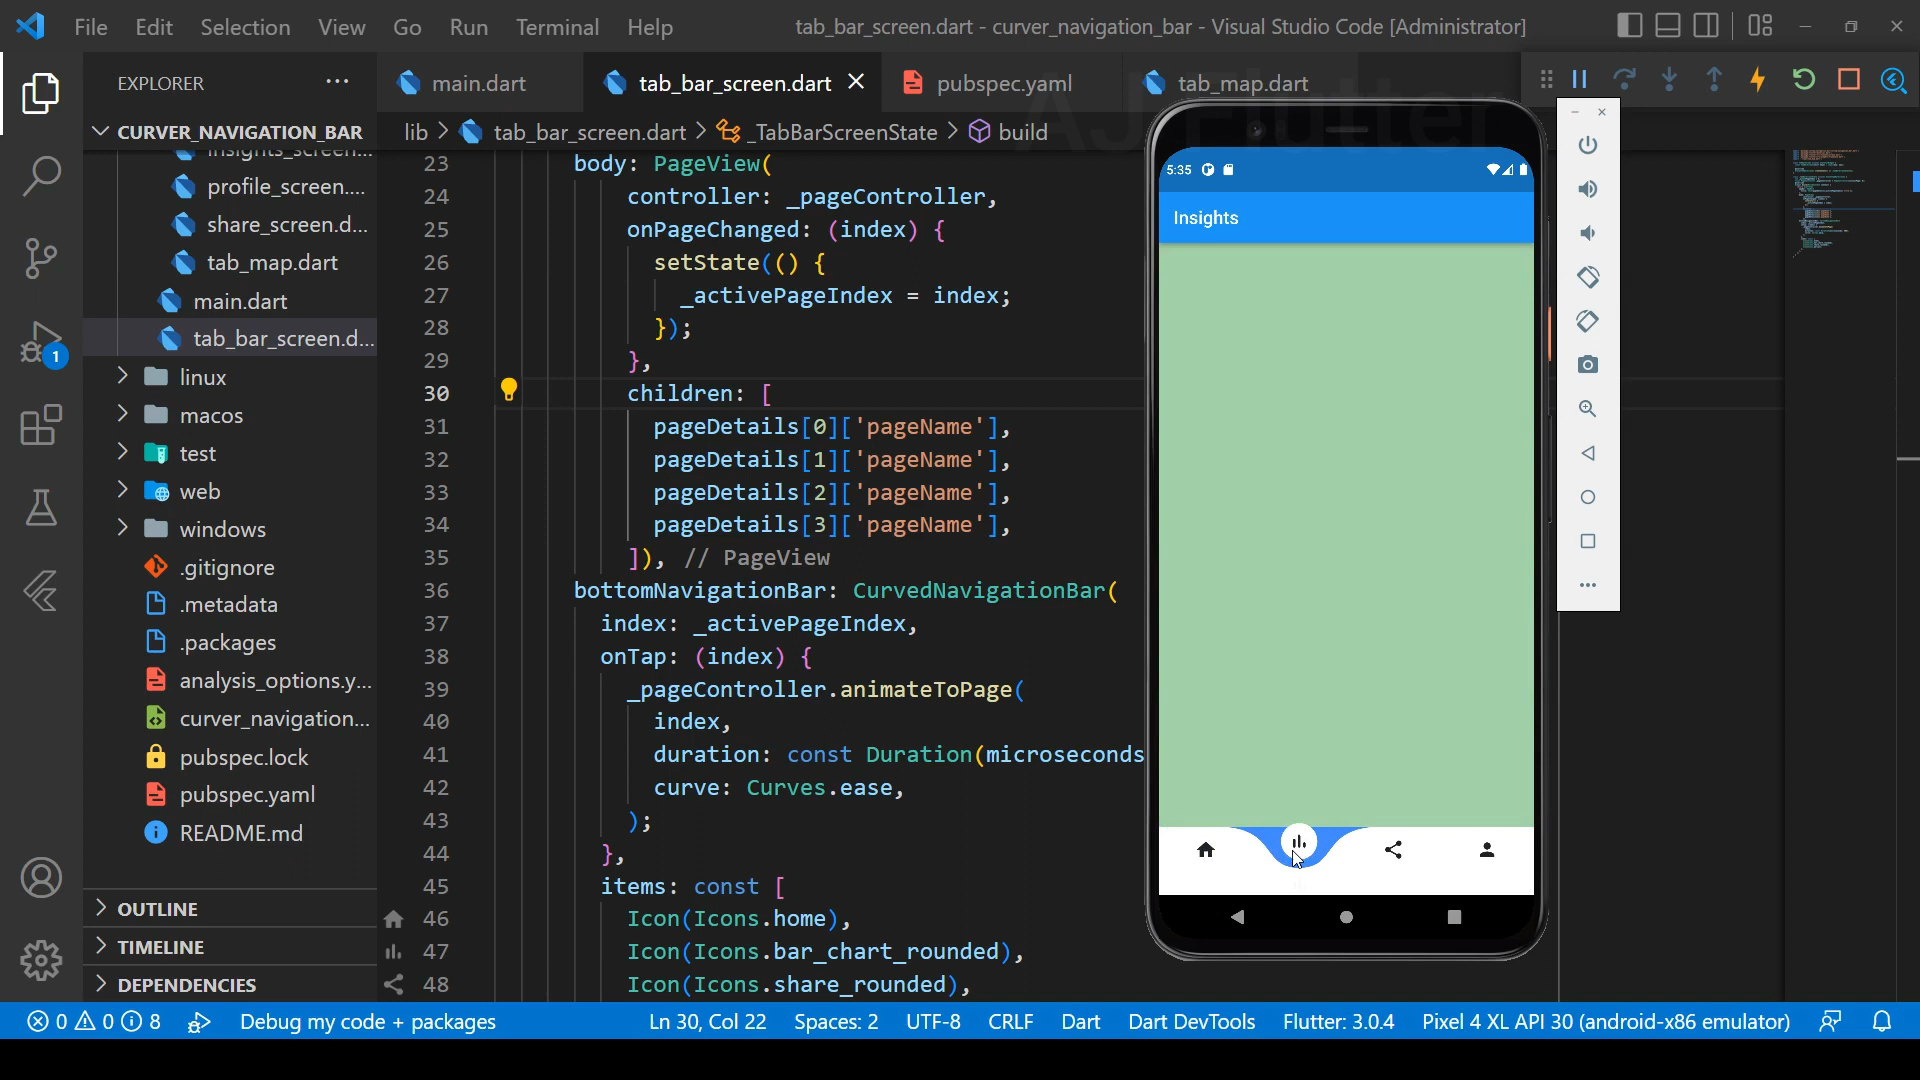 File Edit Selection View Go Run Terminal Help
tab_bar_screen.dart - curver_navigation_bar - Visual Studio Code [Administrator]
EXPLORER
main.dart
tab_bar_screen.dart
pubspec.yaml
tab_map.dart
AJ Flutter
CURVER_NAVIGATION_BAR
lib > tab_bar_screen.dart > _TabBarScreenState > build
insights_screen....
profile_screen....
share_screen.d...
tab_map.dart
main.dart
tab_bar_screen.d...
linux
macos
test
web
windows
.gitignore
.metadata
.packages
analysis_options.y...
curver_navigation...
pubspec.lock
pubspec.yaml
README.md
OUTLINE
TIMELINE
DEPENDENCIES
23 body: PageView(
24 controller: _pageController,
25 onPageChanged: (index) {
26 setState(() {
27 _activePageIndex = index;
28 });
29 },
30 children: [
31 pageDetails[0]['pageName'],
32 pageDetails[1]['pageName'],
33 pageDetails[2]['pageName'],
34 pageDetails[3]['pageName'],
35 ]), // PageView
36 bottomNavigationBar: CurvedNavigationBar(
37 index: _activePageIndex,
38 onTap: (index) {
39 _pageController.animateToPage(
40 index,
41 duration: const Duration(microseconds
42 curve: Curves.ease,
43 );
44 },
45 items: const [
46 Icon(Icons.home),
47 Icon(Icons.bar_chart_rounded),
48 Icon(Icons.share_rounded),
5:35
Insights
1
0 0 8 Debug my code + packages
Ln 30, Col 22 Spaces: 2 UTF-8 CRLF Dart Dart DevTools Flutter: 3.0.4 Pixel 4 XL API 30 (android-x86 emulator)